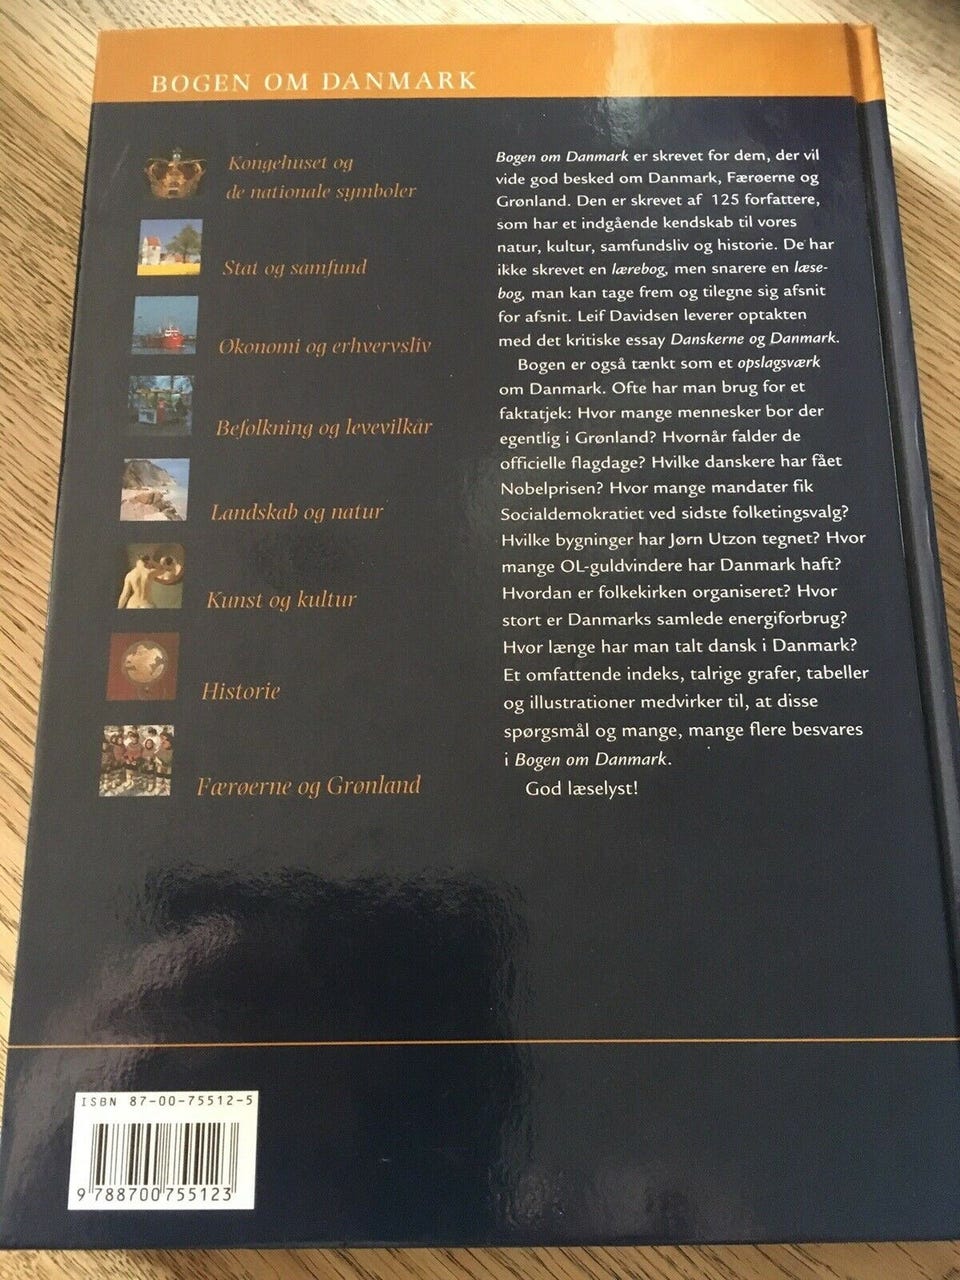 BOGEN OM DANMARK
Kongehuset og
de nationale symboler
Stat og samfund
Økonomi og erhvervsliv
Befolkning og levevilkår
Landskab og natur
Kunst og kultur
Historie
Færøerne og Grønland
Bogen om Danmark er skrevet for dem, der vil
vide god besked om Danmark, Færøerne og
Grønland. Den er skrevet af 125 forfattere,
som har et indgående kendskab til vores
natur, kultur, samfundsliv og historie. De har
ikke skrevet en lærebog, men snarere en læse-
bog, man kan tage frem og tilegne sig afsnit
for afsnit. Leif Davidsen leverer optakten
med det kritiske essay Danskerne og Danmark.
Bogen er også tænkt som et opslagsværk
om Danmark. Ofte har man brug for et
faktatjek: Hvor mange mennesker bor der
egentlig i Grønland? Hvornår falder de
officielle flagdage? Hvilke danskere har fået
Nobelprisen? Hvor mange mandater fik
Socialdemokratiet ved sidste folketingsvalg?
Hvilke bygninger har Jørn Utzon tegnet? Hvor
mange OL-guldvindere har Danmark haft?
Hvordan er folkekirken organiseret? Hvor
stort er Danmarks samlede energiforbrug?
Hvor længe har man talt dansk i Danmark?
Et omfattende indeks, talrige grafer, tabeller
og illustrationer medvirker til, at disse
spørgsmål og mange, mange flere besvares
i Bogen om Danmark.
God læselyst!
ISBN 87-00-75512-5
9 788700 755123